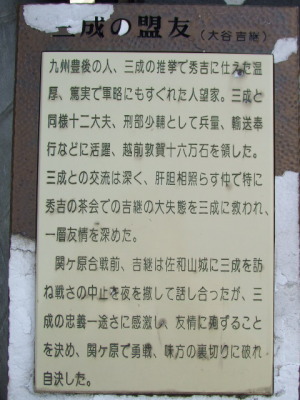 三成の盟友（大谷吉継）
九州豊後の人、三成の推挙で秀吉に仕えた温
厚、篤実で軍略にもすぐれた人望家。三成と
同様十二大夫、刑部少輔として兵量、輸送奉
行などに活躍、越前敦賀十六万石を領した。
三成との交流は深く、肝胆相照らす仲で特に
秀吉の茶会での吉継の大失態を三成に救われ、
一層友情を深めた。
関ケ原合戦前、吉継は佐和山城に三成を訪
ね戦さの中止を夜を撤して話し合ったが、三
成の忠義一途さに感激し、友情に殉ずること
を決め、関ケ原で勇戦、味方の裏切りに破れ
自決した。